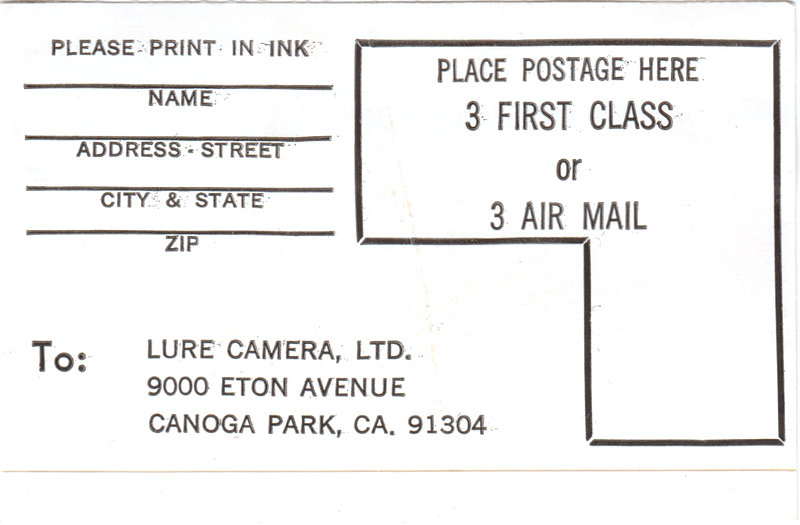 PLEASE PRINT IN INK
NAME
ADDRESS - STREET
CITY & STATE
ZIP
PLACE POSTAGE HERE
3 FIRST CLASS
or
3 AIR MAIL
To:
LURE CAMERA, LTD.
9000 ETON AVENUE
CANOGA PARK, CA. 91304